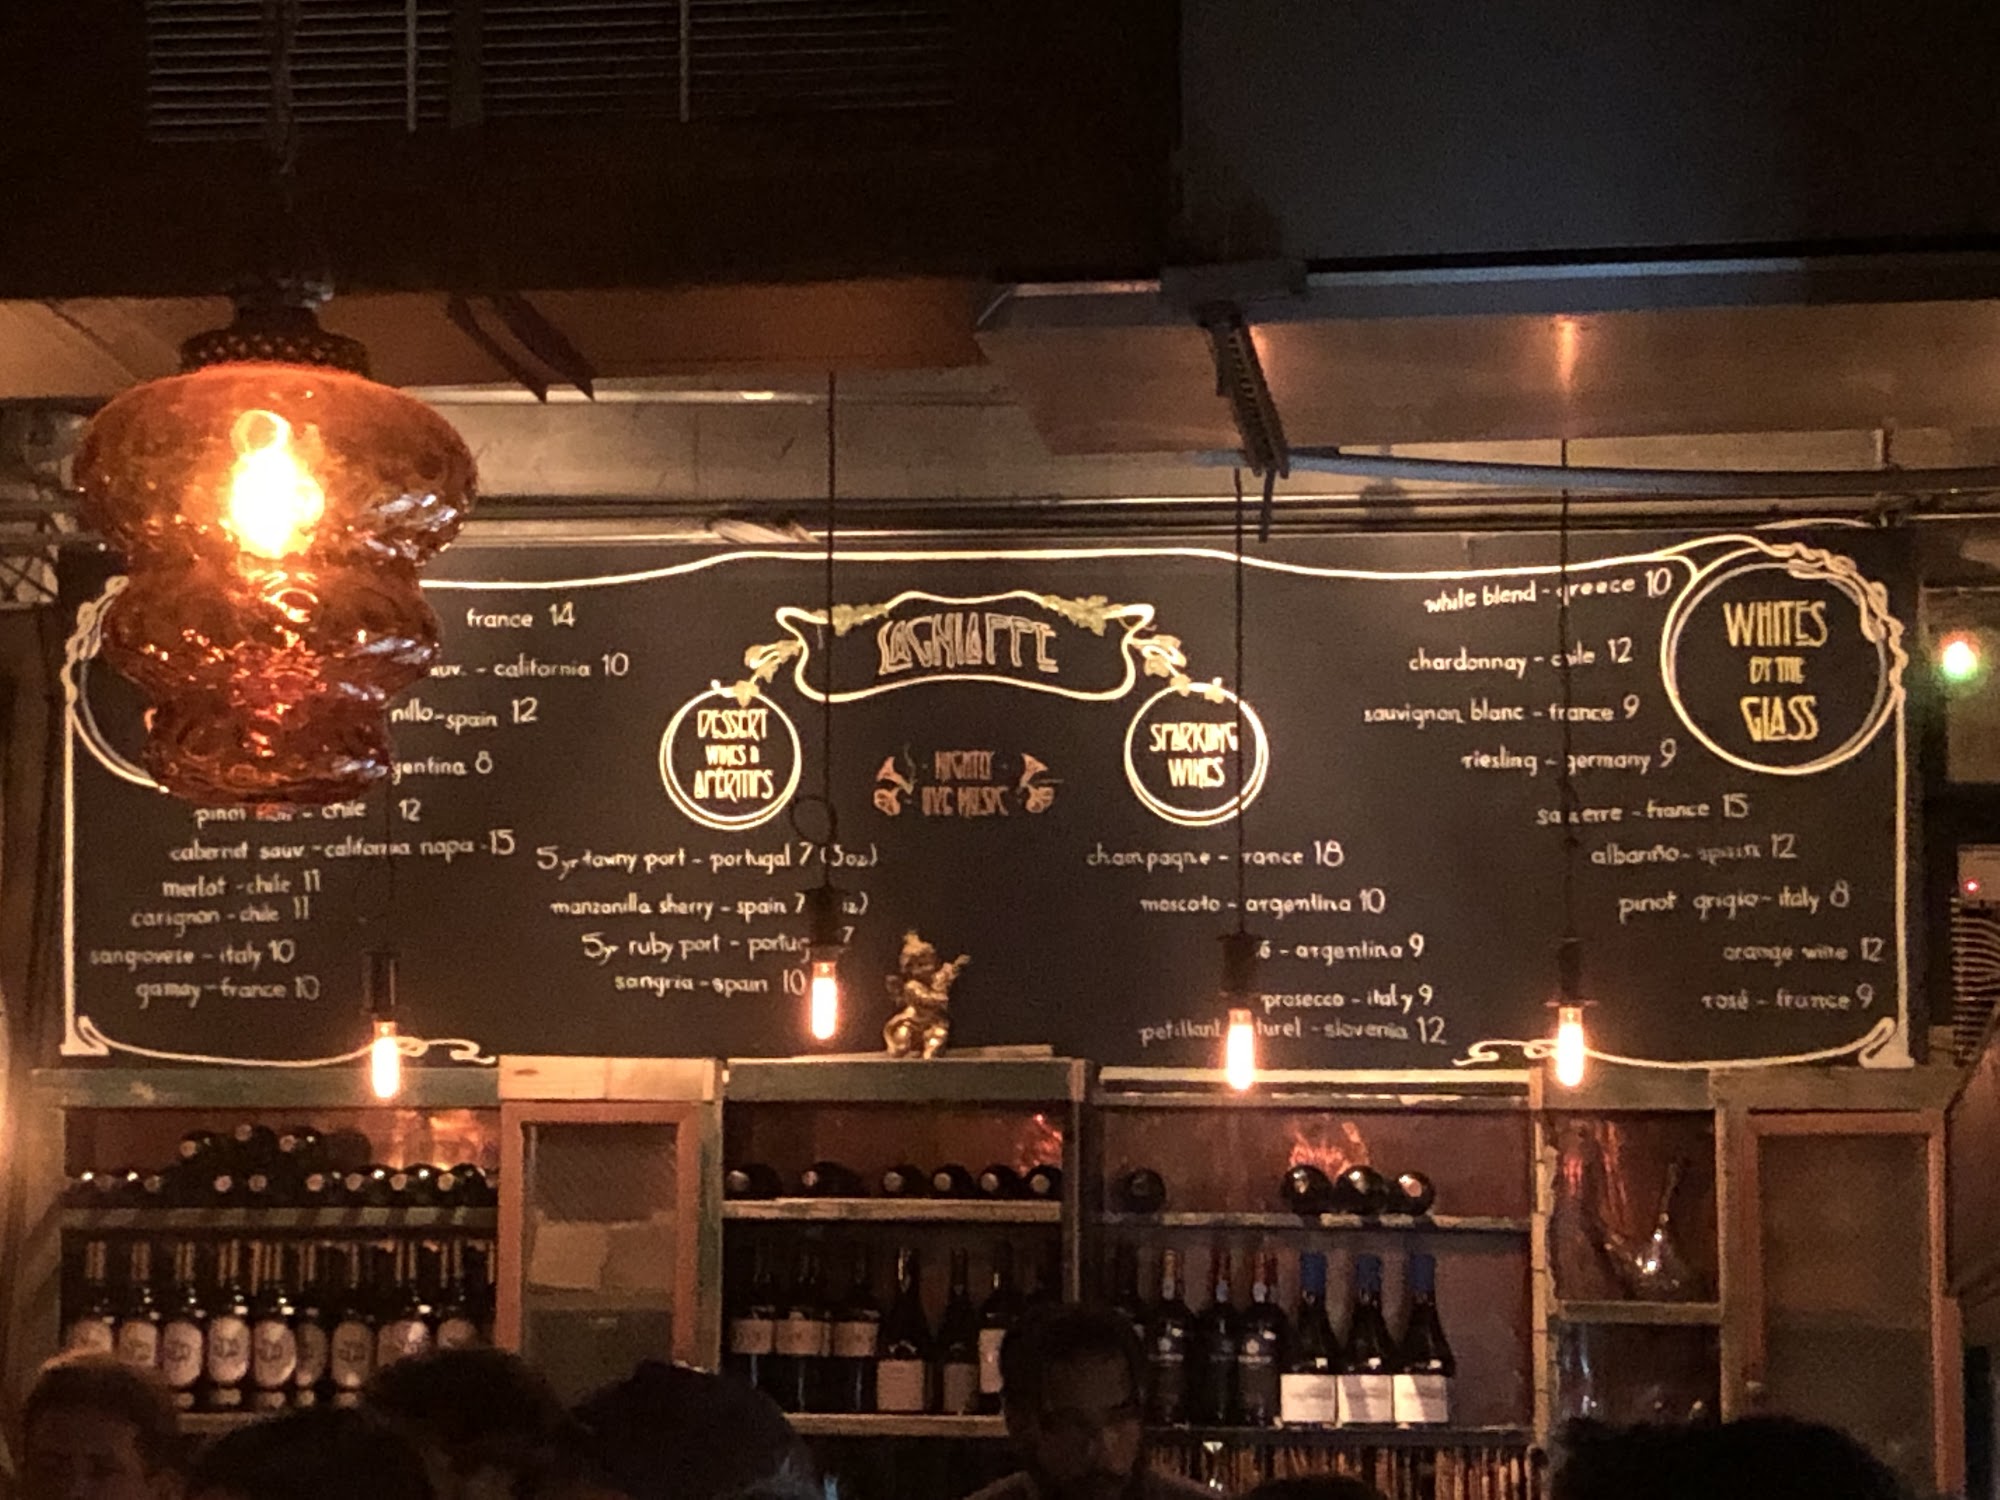 LAGNIAPPE
NIGHTLY
LIVE MUSIC
france 14
sauv. - california 10
nillo - spain 12
gentina 8
pinot - chile 12
cabernet sauv. - california napa - 15
merlot - chile 11
carignan - chile 11
sangiovese - italy 10
gamay - france 10
DESSERT
WINES &
APÉRITIFS
5yr tawny port - portugal 7 (3oz)
manzanilla sherry - spain 7
5yr ruby port - portug 7
sangria - spain 10
SPARKLING
WINES
champagne - rance 18
moscato - argentina 10
é - argentina 9
prosecco - italy 9
petillant turel - slovenia 12
WHITES
BY THE
GLASS
white blend - greece 10
chardonnay - chile 12
sauvignon blanc - france 9
riesling - germany 9
sancerre - france 15
albariño - spain 12
pinot grigio - italy 8
orange wine 12
rosé - france 9